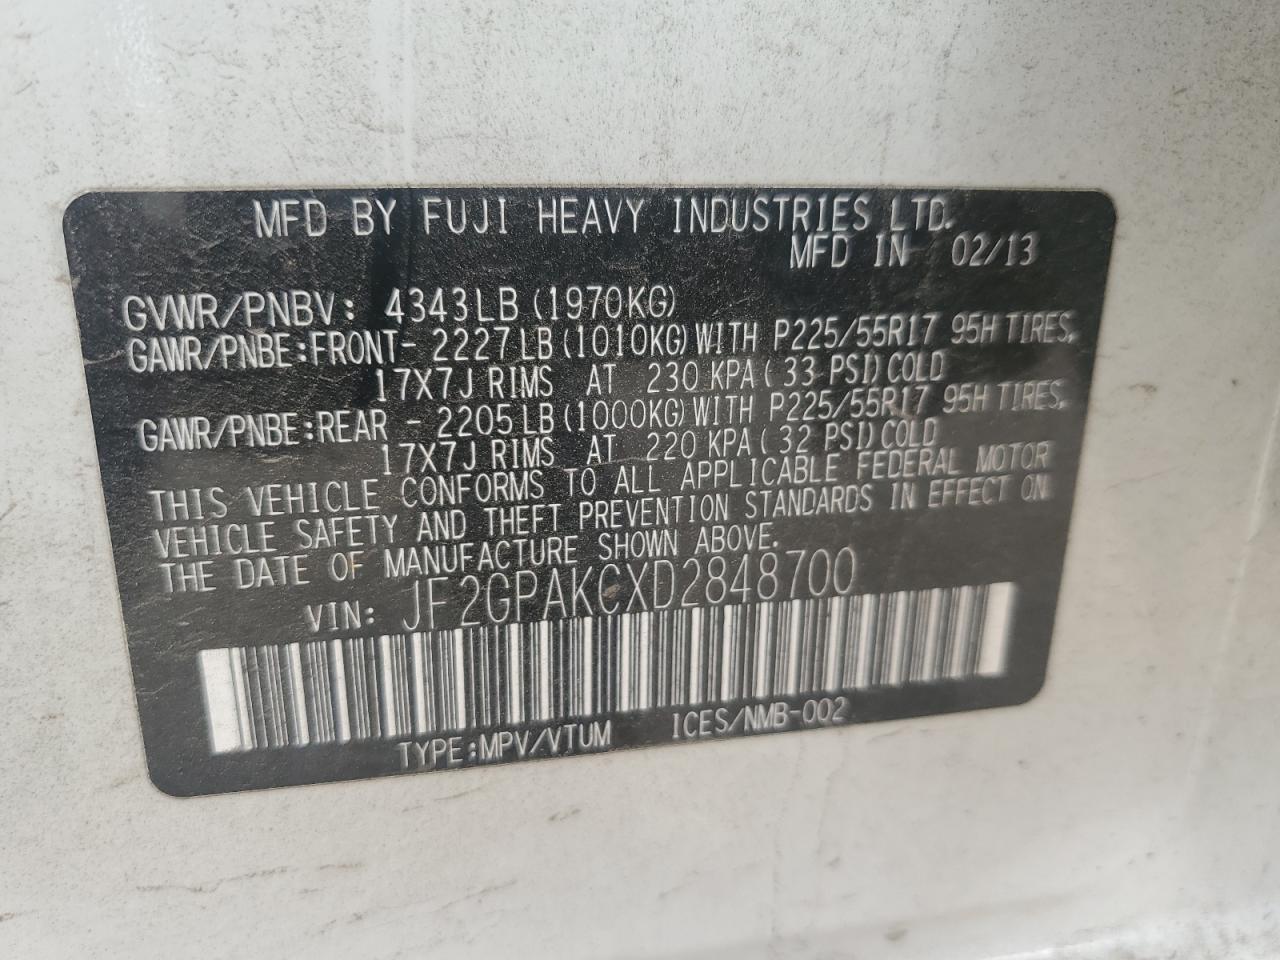 MFD BY FUJI HEAVY INDUSTRIES LTD.
MFD IN 02/13
GVWR/PNBV: 4343LB (1970KG)
GAWR/PNBE:FRONT- 2227LB(1010KG)WITH P225/55R17 95H TIRES,
17X7J RIMS AT 230 KPA( 33 PSI)COLD
GAWR/PNBE:REAR - 2205LB(1000KG)WITH P225/55R17 95H TIRES,
17X7J RIMS AT 220 KPA( 32 PSI)COLD
THIS VEHICLE CONFORMS TO ALL APPLICABLE FEDERAL MOTOR
VEHICLE SAFETY AND THEFT PREVENTION STANDARDS IN EFFECT ON
THE DATE OF MANUFACTURE SHOWN ABOVE.
VIN: JF2GPAKCXD2848700
TYPE:MPV/VTUM ICES/NMB-002